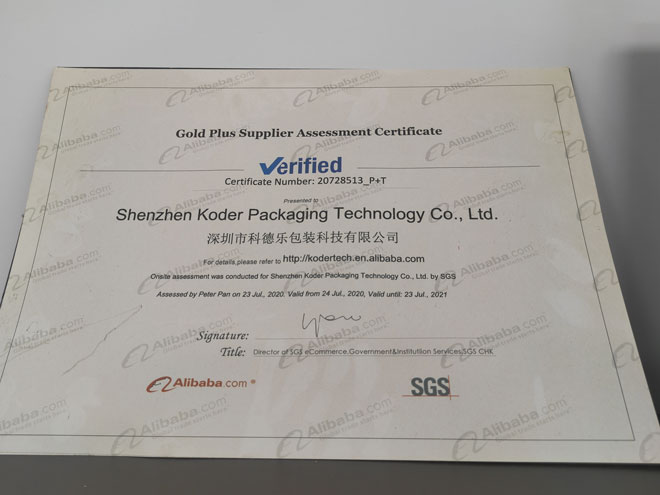 Gold Plus Supplier Assessment Certificate
Verified
Certificate Number: 20728513_P+T
Presented to
Shenzhen Koder Packaging Technology Co., Ltd.
深圳市科德乐包装科技有限公司
For details,please refer to http://kodertech.en.alibaba.com
Onsite assessment was conducted for Shenzhen Koder Packaging Technology Co., Ltd. by SGS
Assessed by Peter Pan on 23 Jul., 2020. Valid from 24 Jul., 2020, Valid until: 23 Jul., 2021
Signature:
Title: Director of SGS eCommerce,Government&Institutiion Services,SGS CHK
Alibaba.com®
SGS